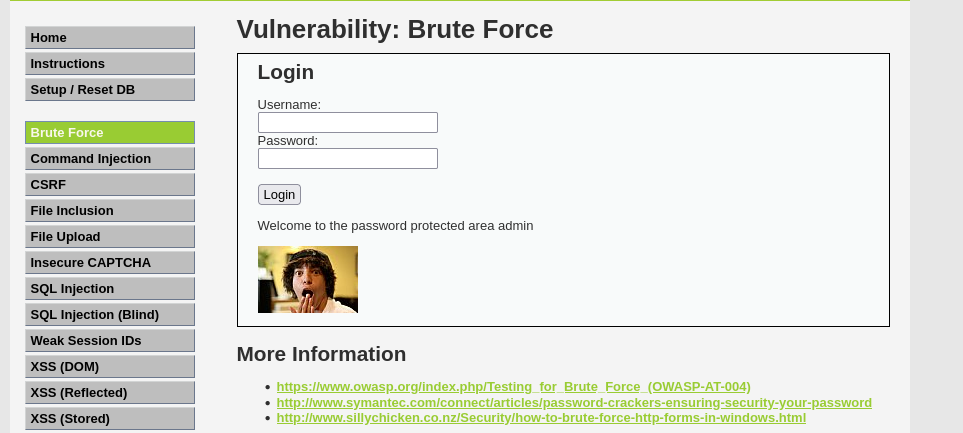 Home
Instructions
Setup / Reset DB
Brute Force
Command Injection
CSRF
File Inclusion
File Upload
Insecure CAPTCHA
SQL Injection
SQL Injection (Blind)
Weak Session IDs
XSS (DOM)
XSS (Reflected)
XSS (Stored)
Vulnerability: Brute Force
Login
Username:
Password:
Login
Welcome to the password protected area admin
More Information
https://www.owasp.org/index.php/Testing_for_Brute_Force_(OWASP-AT-004)
http://www.symantec.com/connect/articles/password-crackers-ensuring-security-your-password
http://www.sillychicken.co.nz/Security/how-to-brute-force-http-forms-in-windows.html